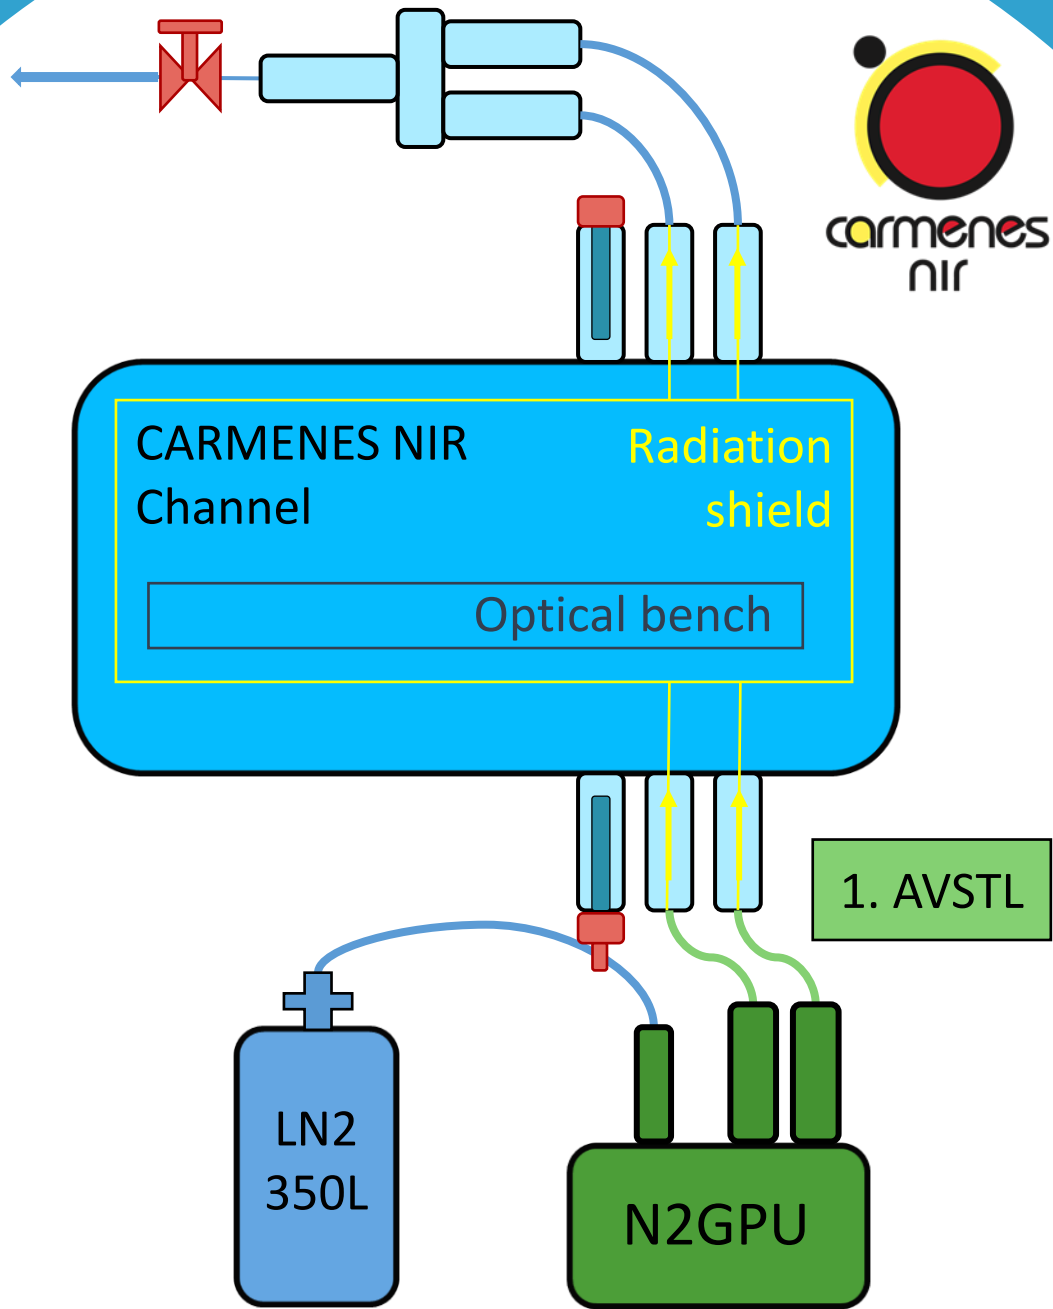 carmenes
nir
CARMENES NIR
Channel
Radiation
shield
Optical bench
1. AVSTL
LN2
350L
N2GPU